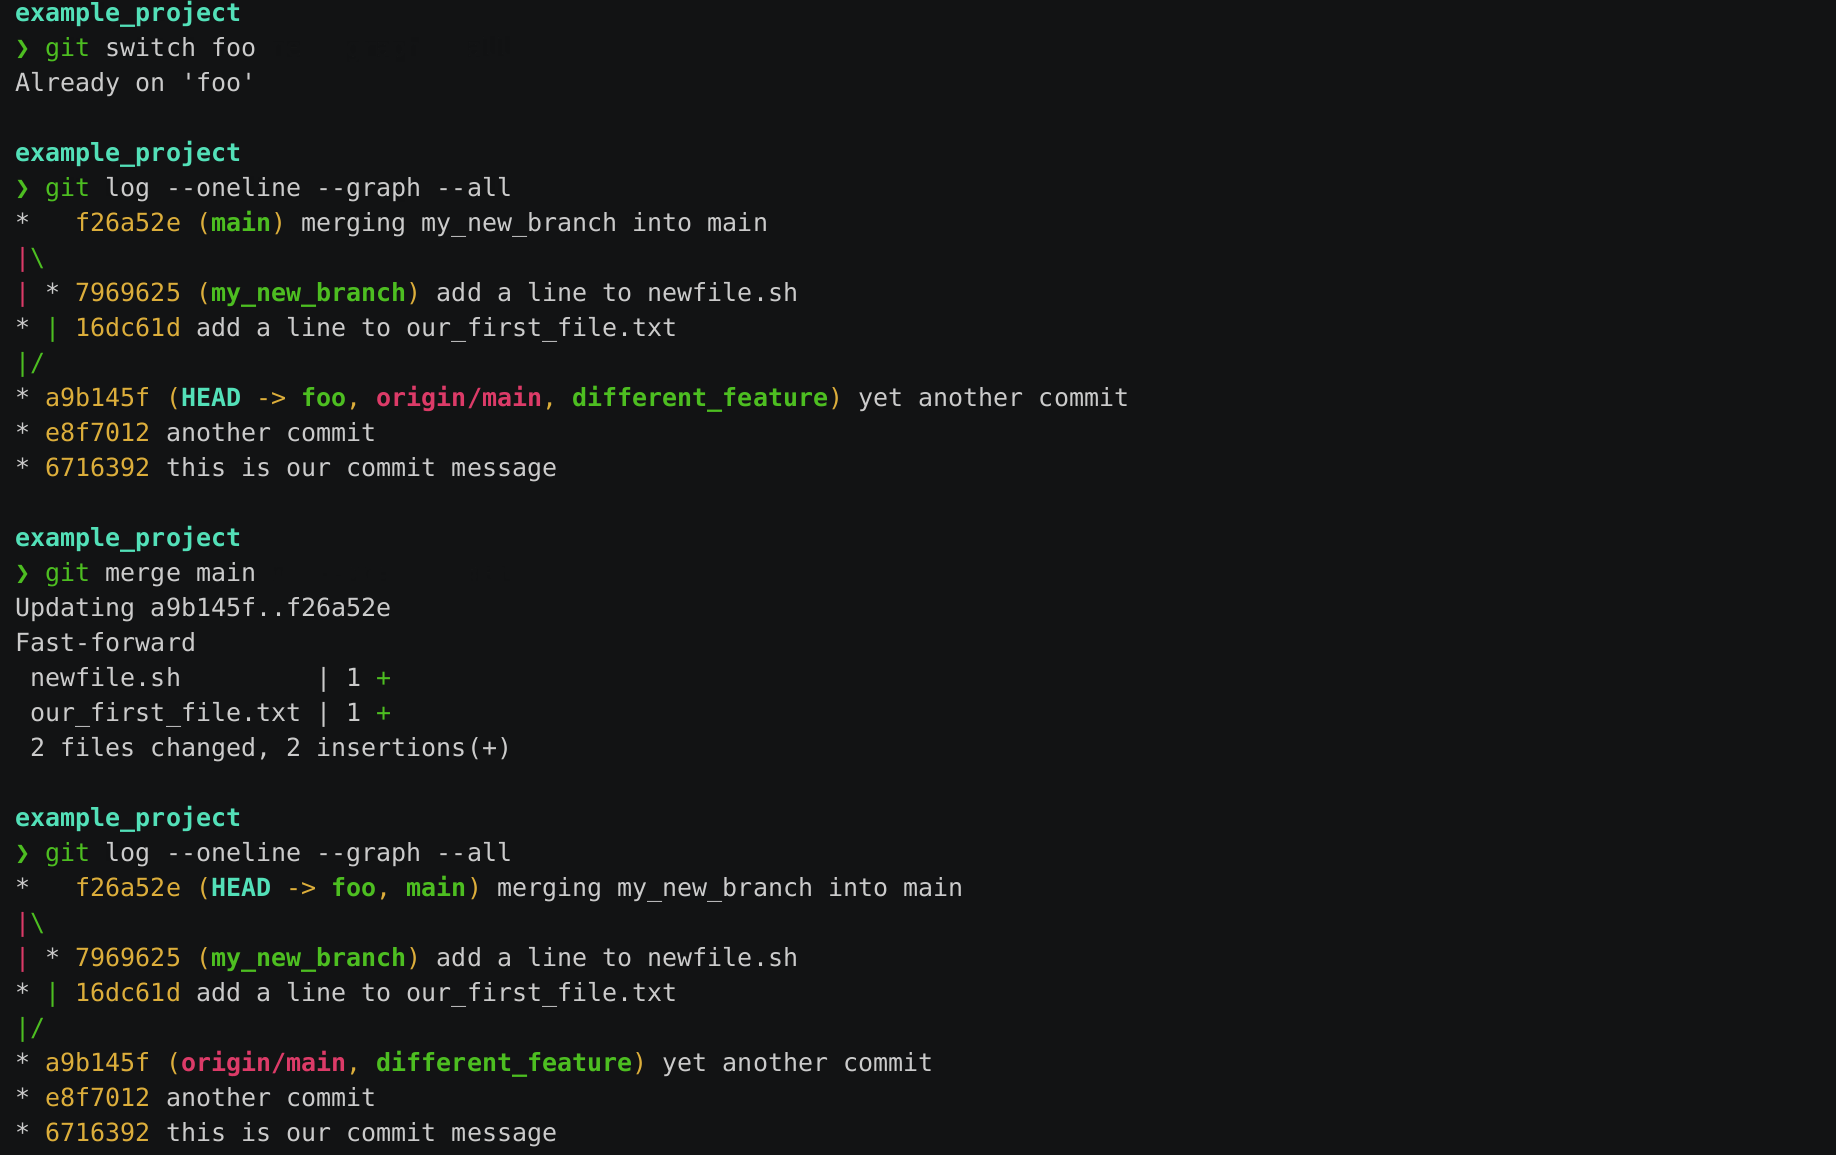 example_project
❯ git switch foo
Already on 'foo'

example_project
❯ git log --oneline --graph --all
*   f26a52e (main) merging my_new_branch into main
|\
| * 7969625 (my_new_branch) add a line to newfile.sh
* | 16dc61d add a line to our_first_file.txt
|/
* a9b145f (HEAD -> foo, origin/main, different_feature) yet another commit
* e8f7012 another commit
* 6716392 this is our commit message

example_project
❯ git merge main
Updating a9b145f..f26a52e
Fast-forward
 newfile.sh         | 1 +
 our_first_file.txt | 1 +
 2 files changed, 2 insertions(+)

example_project
❯ git log --oneline --graph --all
*   f26a52e (HEAD -> foo, main) merging my_new_branch into main
|\
| * 7969625 (my_new_branch) add a line to newfile.sh
* | 16dc61d add a line to our_first_file.txt
|/
* a9b145f (origin/main, different_feature) yet another commit
* e8f7012 another commit
* 6716392 this is our commit message